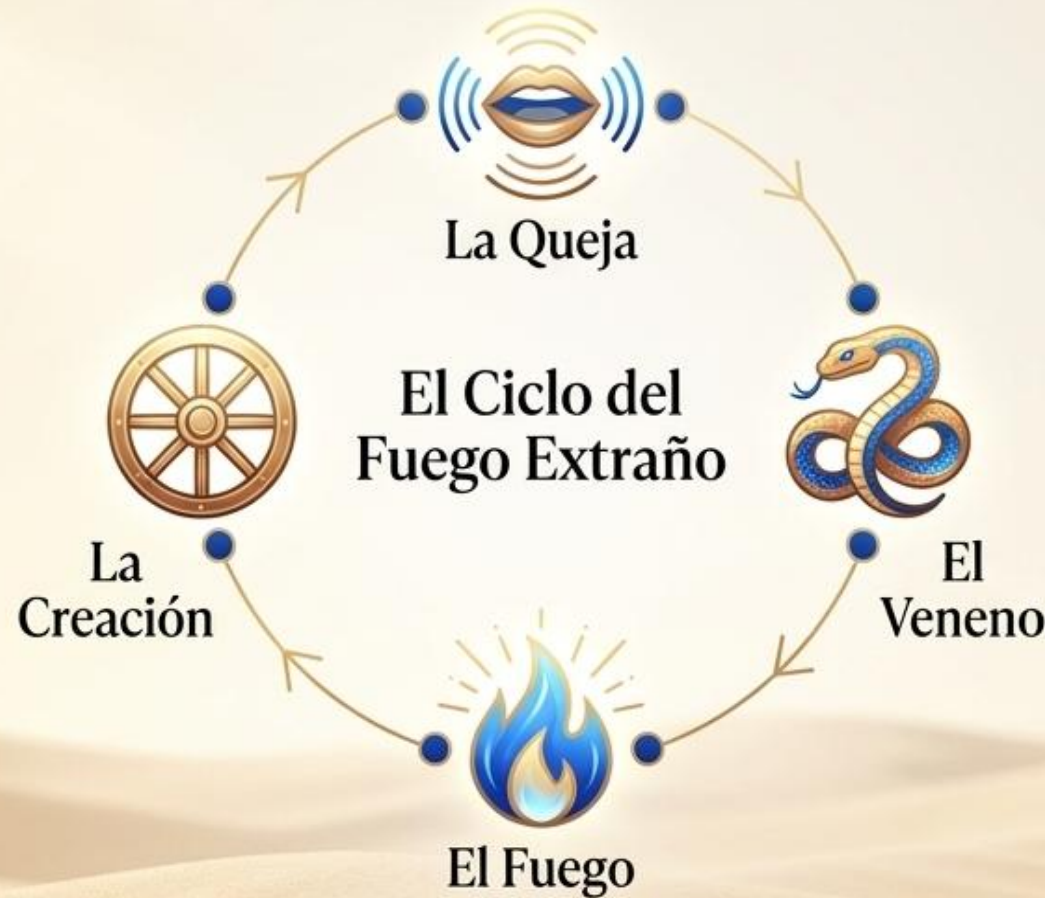 La Queja
El Ciclo del
Fuego Extraño
La
Creación
El
Veneno
El Fuego